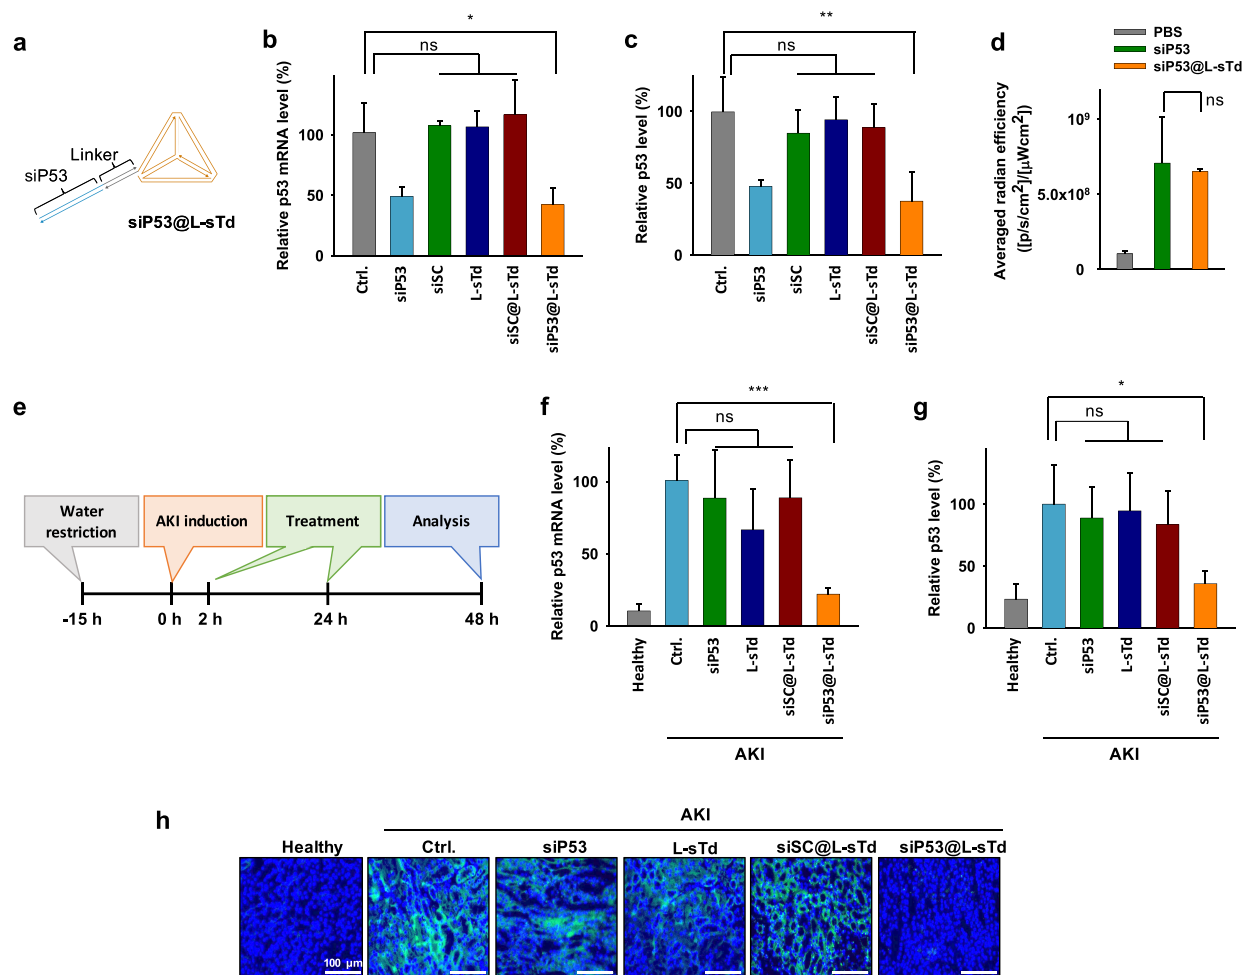 a
siP53
Linker
siP53@L-sTd
b
*
ns
Relative p53 mRNA level (%)
100
50
0
Ctrl.
siP53
siSC
L-sTd
siSC@L-sTd
siP53@L-sTd
c
**
ns
Relative p53 level (%)
100
50
0
Ctrl.
siP53
siSC
L-sTd
siSC@L-sTd
siP53@L-sTd
d
PBS
siP53
siP53@L-sTd
ns
Averaged radian efficiency
([p/s/cm²]/[µWcm²])
10⁹
5.0x10⁸
0
e
Water
restriction
AKI induction
Treatment
Analysis
-15 h
0 h
2 h
24 h
48 h
f
***
ns
Relative P53 mRNA level (%)
100
50
0
Healthy
Ctrl.
siP53
L-sTd
siSC@L-sTd
siP53@L-sTd
AKI
g
*
ns
Relative p53 level (%)
100
50
0
Healthy
Ctrl.
siP53
L-sTd
siSC@L-sTd
siP53@L-sTd
AKI
h
AKI
Healthy
Ctrl.
siP53
L-sTd
siSC@L-sTd
siP53@L-sTd
100 µm